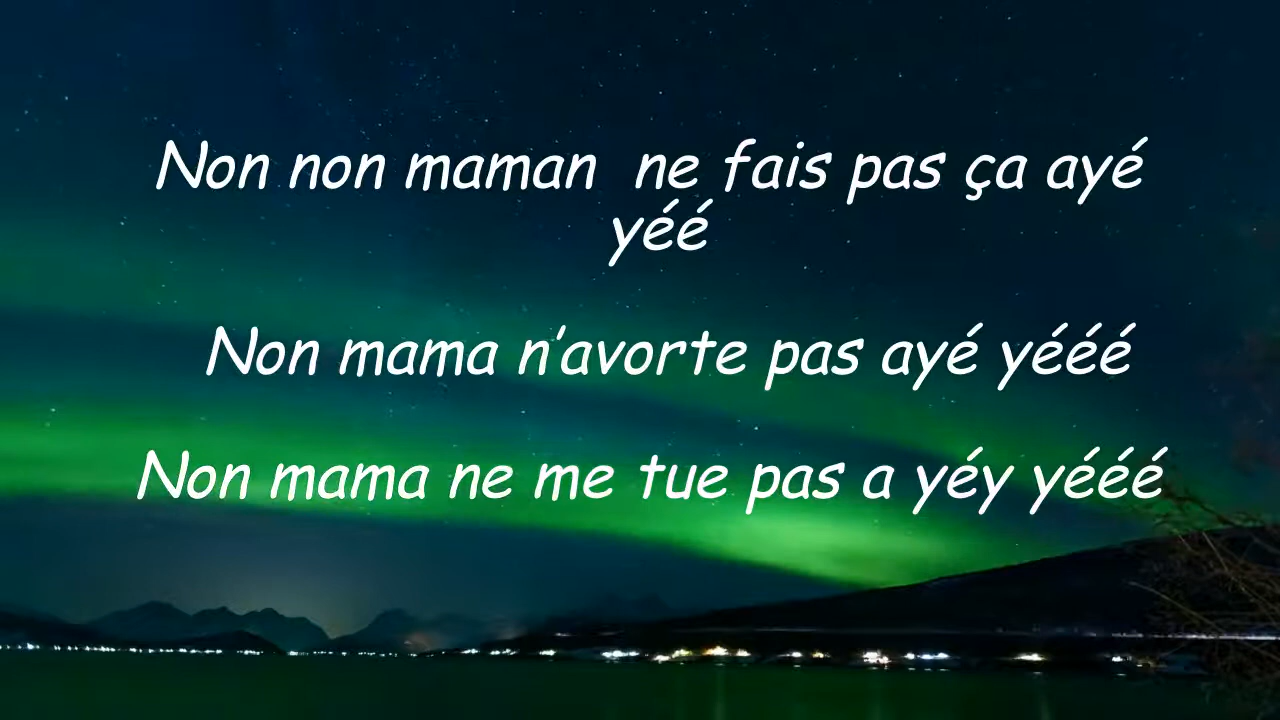 Non non maman  ne fais pas ça ayé
yéé
Non mama n’avorte pas ayé yééé
Non mama ne me tue pas a yéy yééé